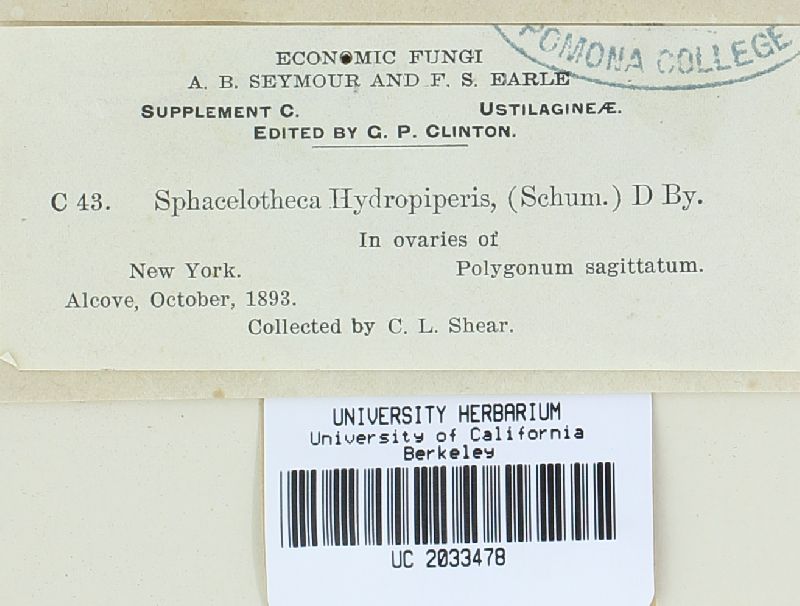 POMONA COLLEGE
ECONOMIC FUNGI
A. B. SEYMOUR AND F. S. EARLE
SUPPLEMENT C. USTILAGINEÆ.
EDITED BY G. P. CLINTON.
C 43. Sphacelotheca Hydropiperis, (Schum.) D By.
In ovaries of
New York. Polygonum sagittatum.
Alcove, October, 1893.
Collected by C. L. Shear.
UNIVERSITY HERBARIUM
University of California
Berkeley
UC 2033478